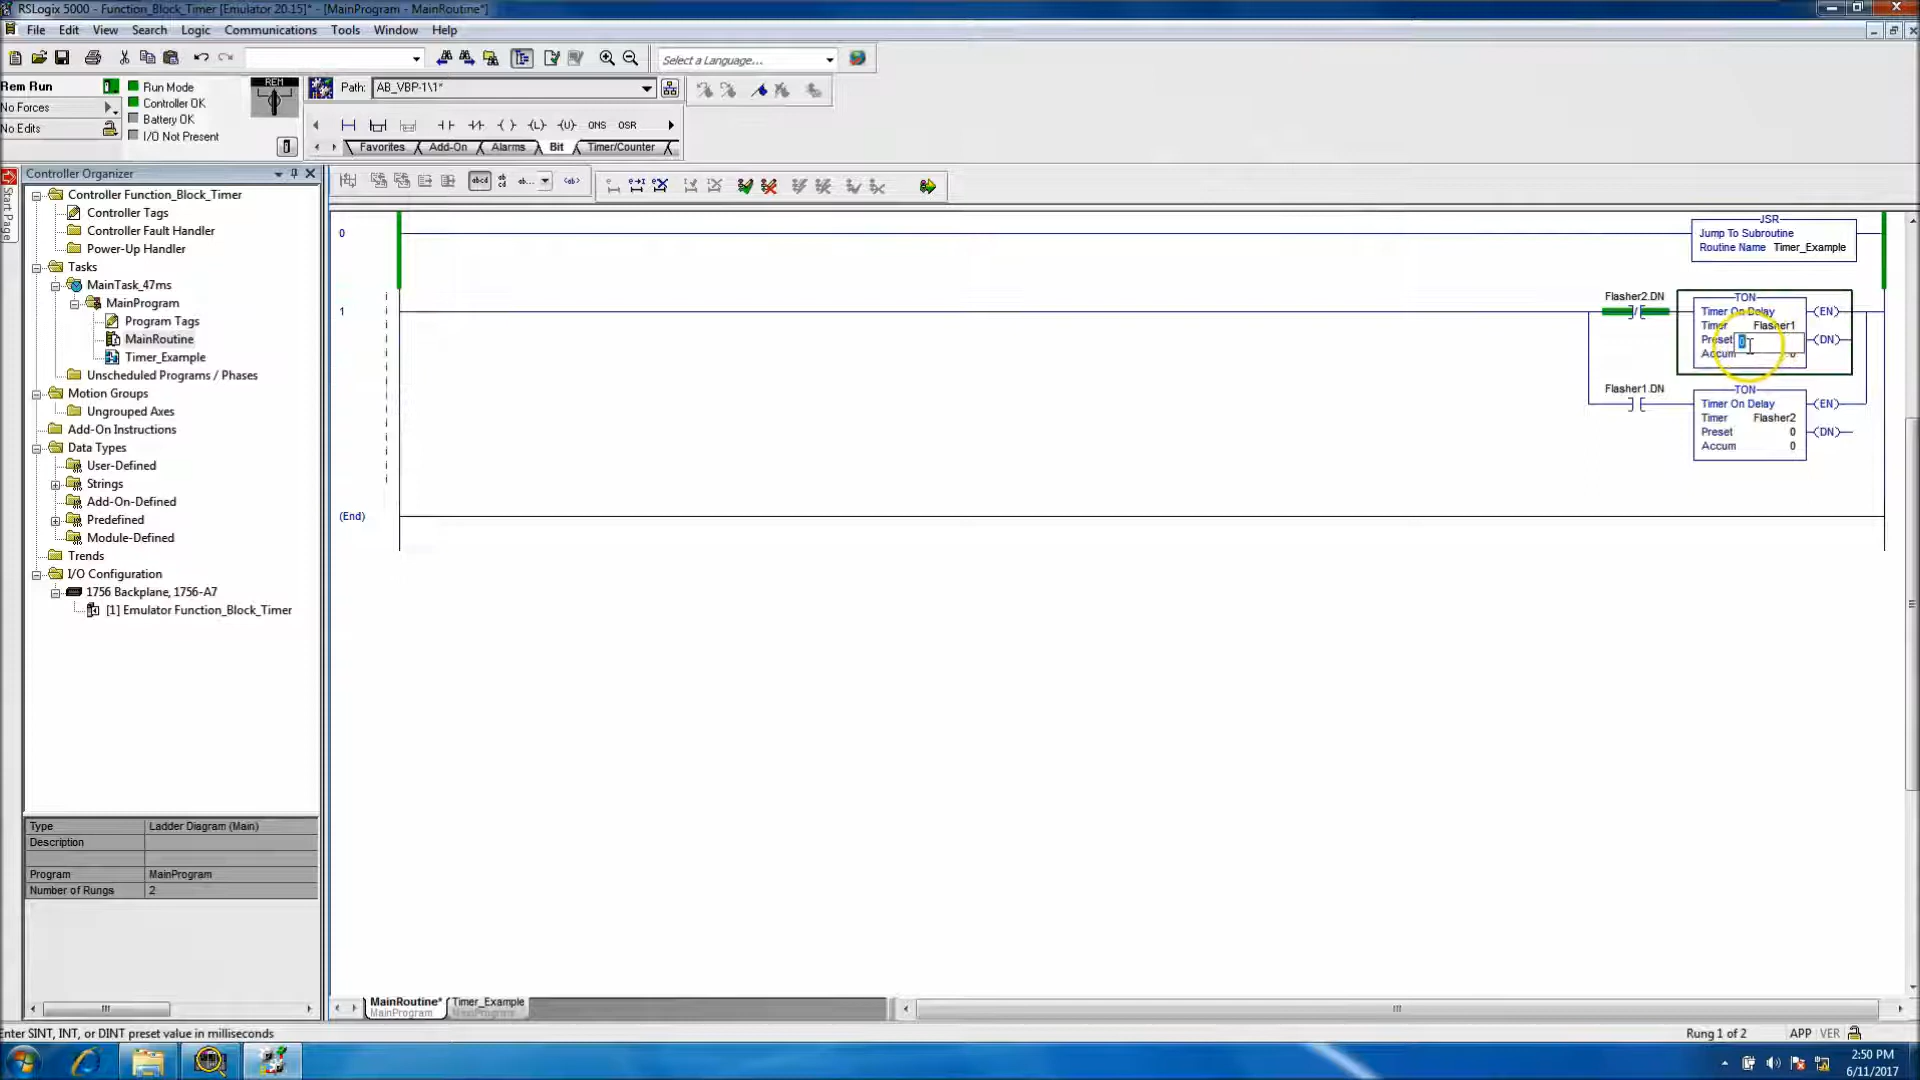 RSLogix 5000 - Function_Block_Timer [Emulator 20.15]* - [MainProgram - MainRoutine*]
File Edit View Search Logic Communications Tools Window Help
Select a Language...
Rem Run
Run Mode
No Forces
Controller OK
No Edits
Battery OK
I/O Not Present
REM
Path: AB_VBP-1\1*
ONS OSR
Favorites Add-On Alarms Bit Timer/Counter
Start Page
Controller Organizer
Controller Function_Block_Timer
Controller Tags
Controller Fault Handler
Power-Up Handler
Tasks
MainTask_47ms
MainProgram
Program Tags
MainRoutine
Timer_Example
Unscheduled Programs / Phases
Motion Groups
Ungrouped Axes
Add-On Instructions
Data Types
User-Defined
Strings
Add-On-Defined
Predefined
Module-Defined
Trends
I/O Configuration
1756 Backplane, 1756-A7
[1] Emulator Function_Block_Timer
Type Ladder Diagram (Main)
Description
Program MainProgram
Number of Rungs 2
0
JSR
Jump To Subroutine
Routine Name Timer_Example
1
Flasher2.DN
TON
Timer On Delay
Timer Flasher1
Preset 0
Accum 0
EN
DN
Flasher1.DN
TON
Timer On Delay
Timer Flasher2
Preset 0
Accum 0
EN
DN
(End)
MainRoutine* Timer_Example
MainProgram
Enter SINT, INT, or DINT preset value in milliseconds
Rung 1 of 2 APP VER
2:50 PM
6/11/2017